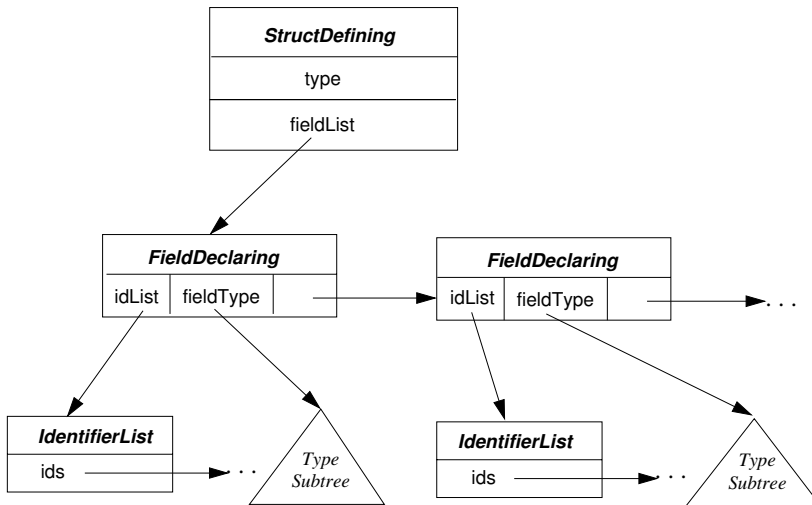 StructDefining
type
fieldList
FieldDeclaring
idList fieldType
FieldDeclaring
idList fieldType
. . .
IdentifierList
ids . . .
Type
Subtree
IdentifierList
ids . . .
Type
Subtree